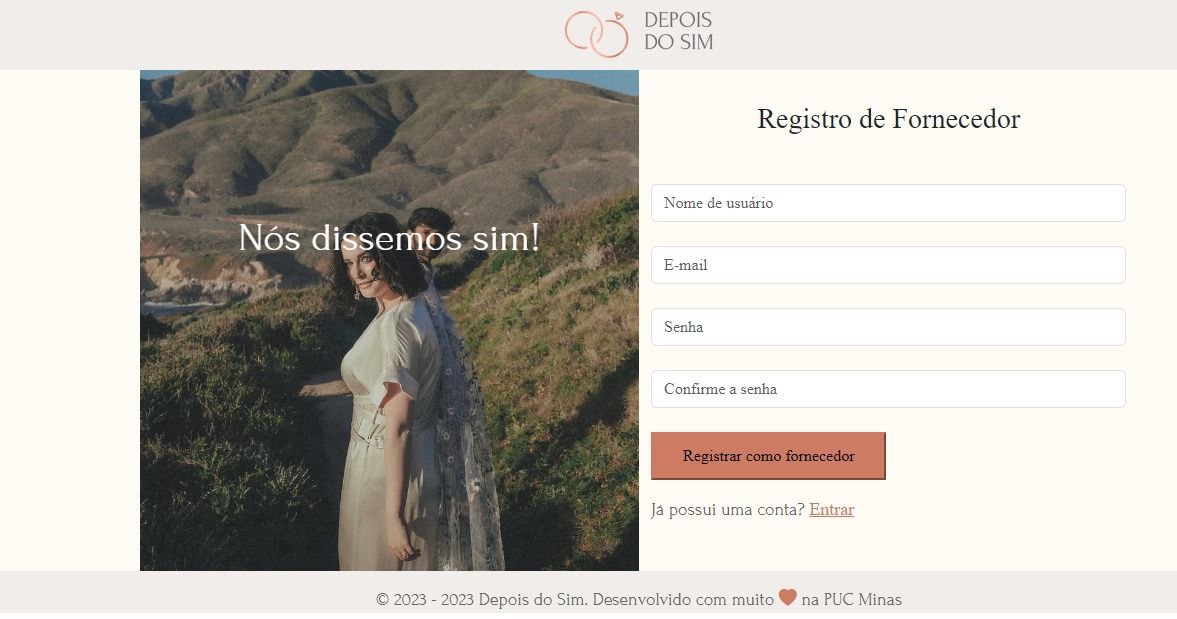 DEPOIS
DO SIM
Nós dissemos sim!
Registro de Fornecedor
Nome de usuário
E-mail
Senha
Confirme a senha
Registrar como fornecedor
Já possui uma conta? Entrar
© 2023 - 2023 Depois do Sim. Desenvolvido com muito ❤ na PUC Minas